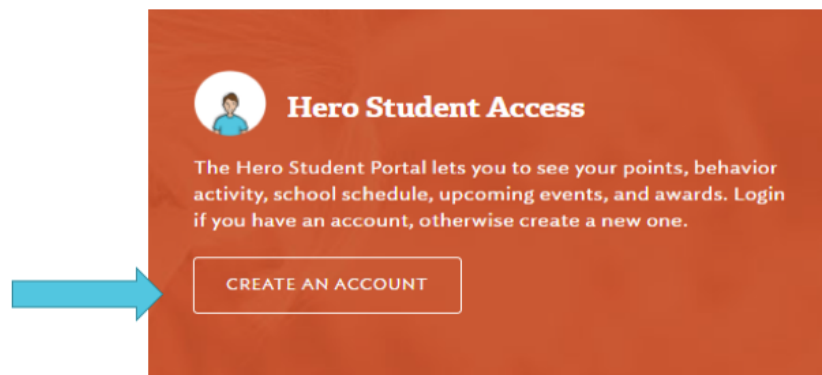 Hero Student Access
The Hero Student Portal lets you to see your points, behavior
activity, school schedule, upcoming events, and awards. Login
if you have an account, otherwise create a new one.
CREATE AN ACCOUNT